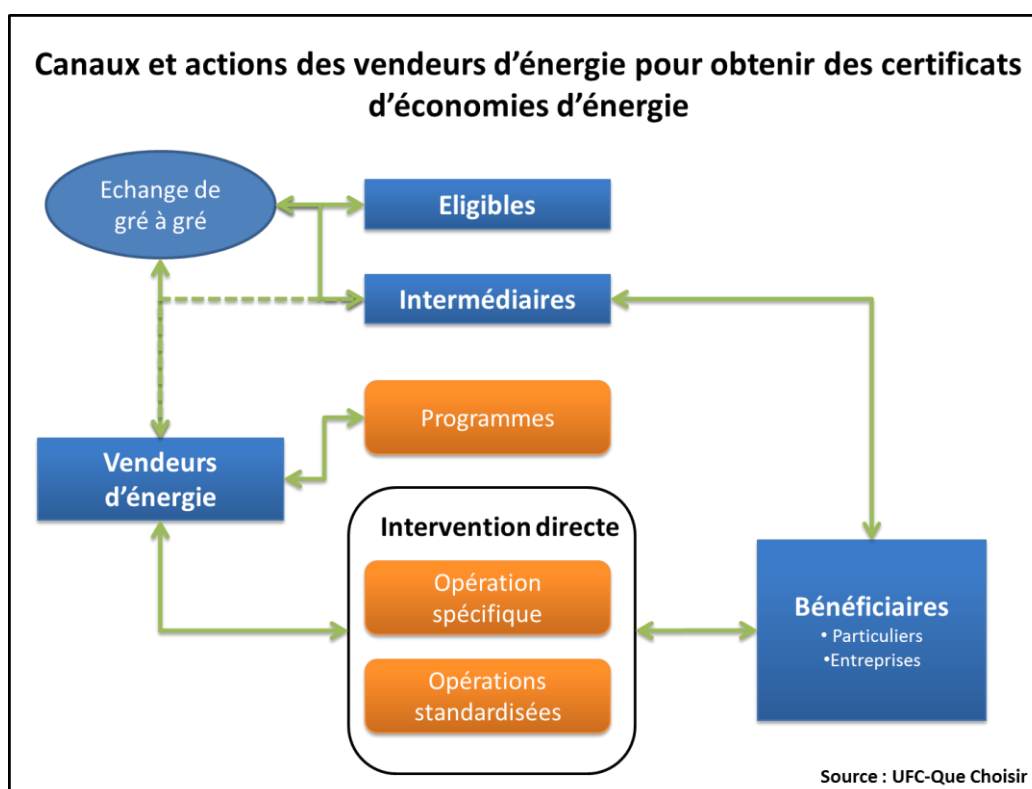 Canaux et actions des vendeurs d’énergie pour obtenir des certificats
d’économies d’énergie
Echange de
gré à gré
Eligibles
Intermédiaires
Programmes
Vendeurs
d’énergie
Intervention directe
Opération
spécifique
Opérations
standardisées
Bénéficiaires
• Particuliers
•Entreprises
Source : UFC-Que Choisir